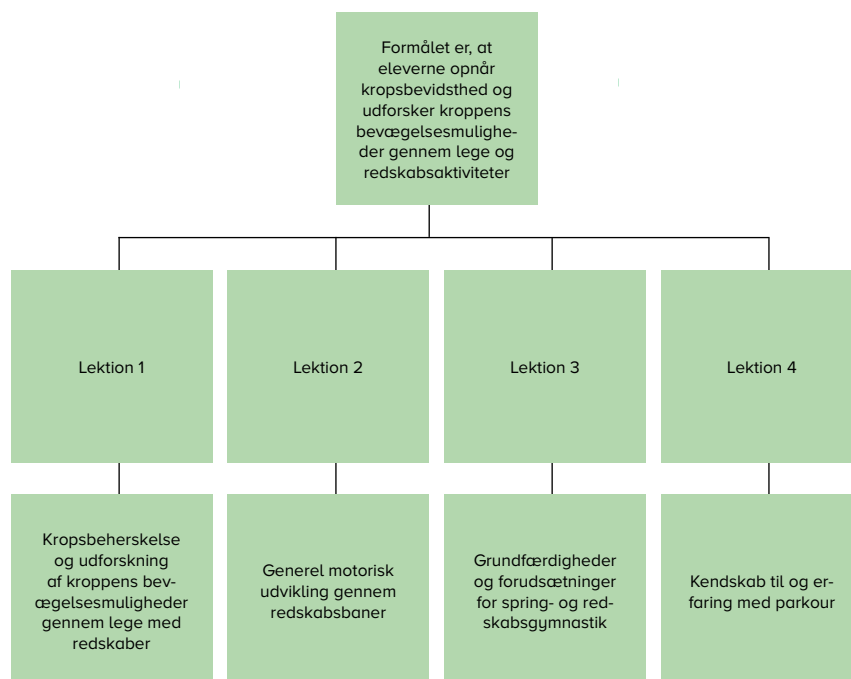 Formålet er, at
eleverne opnår
kropsbevidsthed og
udforsker kroppens
bevægelsesmulighe-
der gennem lege og
redskabsaktiviteter
Lektion 1
Lektion 2
Lektion 3
Lektion 4
Kropsbeherskelse
og udforskning
af kroppens bev-
ægelsesmuligheder
gennem lege med
redskaber
Generel motorisk
udvikling gennem
redskabsbaner
Grundfærdigheder
og forudsætninger
for spring- og red-
skabsgymnastik
Kendskab til og er-
faring med parkour